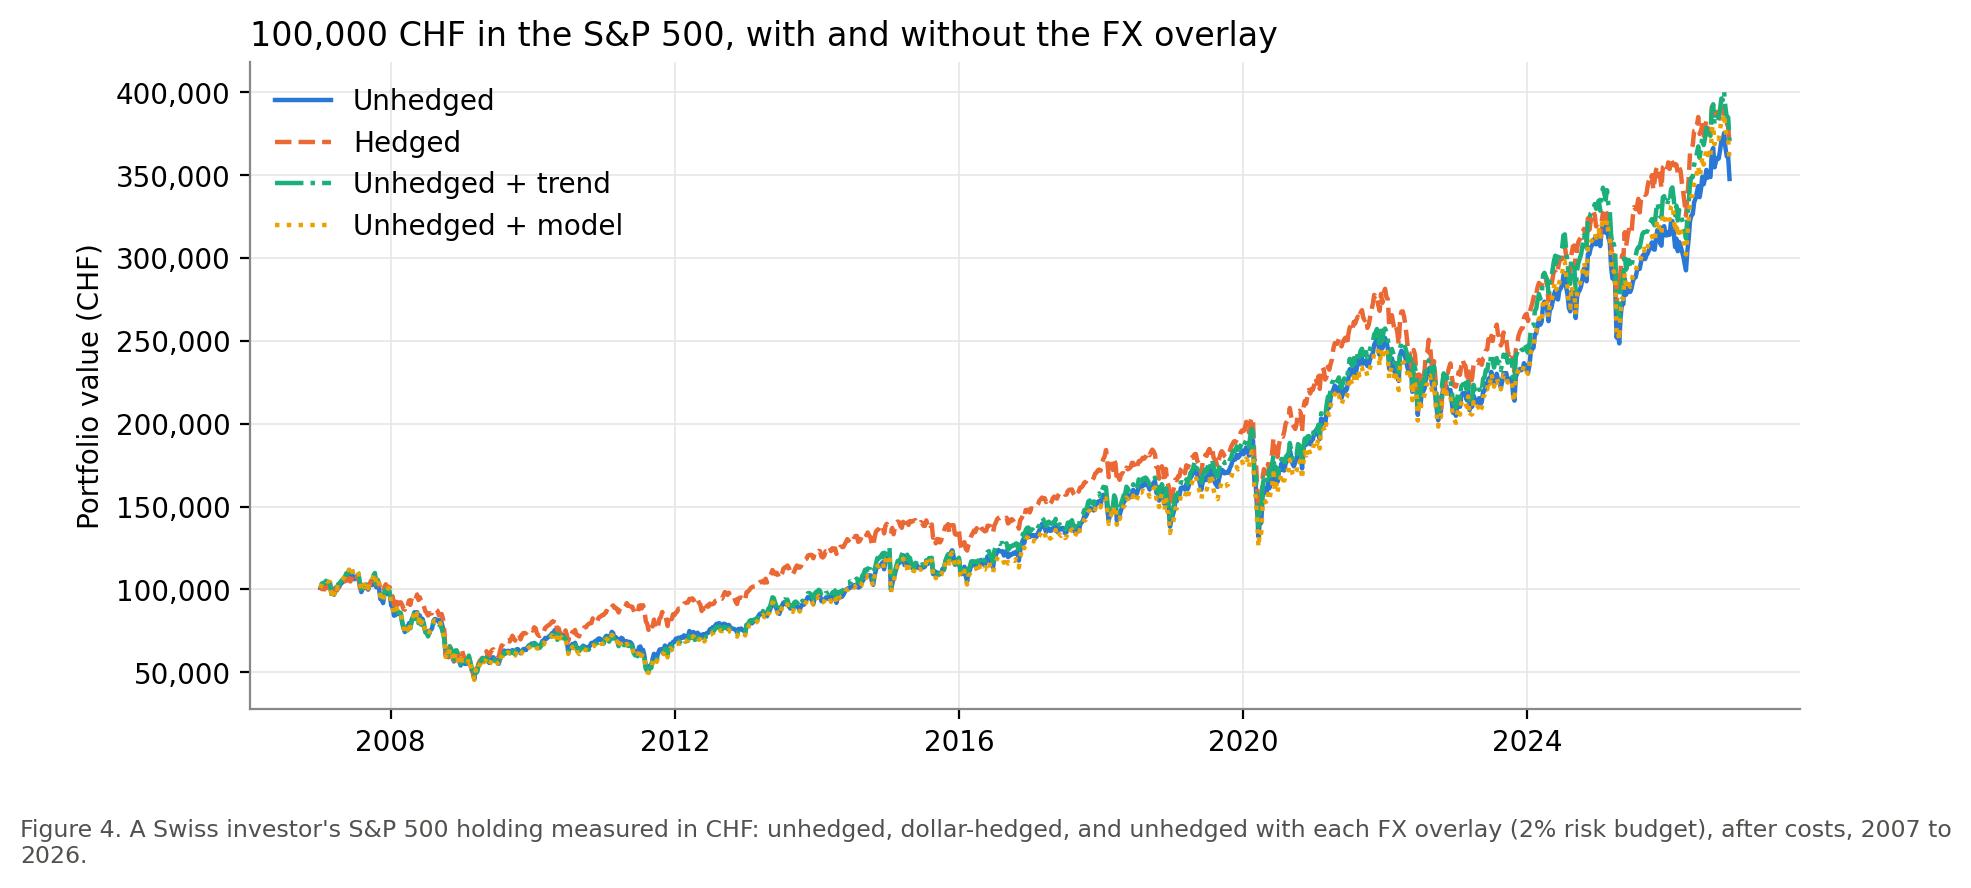 100,000 CHF in the S&P 500, with and without the FX overlay
400,000
350,000
300,000
250,000
200,000
150,000
100,000
50,000
Portfolio value (CHF)
Unhedged
Hedged
Unhedged + trend
Unhedged + model
2008
2012
2016
2020
2024
Figure 4. A Swiss investor's S&P 500 holding measured in CHF: unhedged, dollar-hedged, and unhedged with each FX overlay (2% risk budget), after costs, 2007 to
2026.